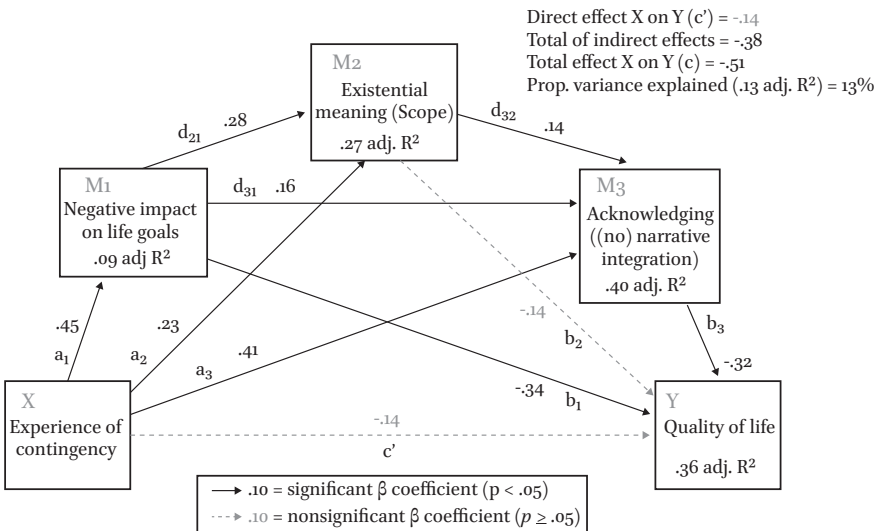 Direct effect X on Y (c’) = -.14
Total of indirect effects = -.38
Total effect X on Y (c) = -.51
Prop. variance explained (.13 adj. R²) = 13%
M2
Existential
meaning (Scope)
.27 adj. R²
d₂₁
.28
d₃₂
.14
M1
Negative impact
on life goals
.09 adj R²
d₃₁
.16
M3
Acknowledging
((no) narrative
integration)
.40 adj. R²
.45
a₁
.23
a₂
.41
a₃
-.14
b₂
b₃
-.32
-.34
b₁
X
Experience of
contingency
-.14
c'
Y
Quality of life
.36 adj. R²
.10 = significant β coefficient (p < .05)
.10 = nonsignificant β coefficient (p ≥ .05)